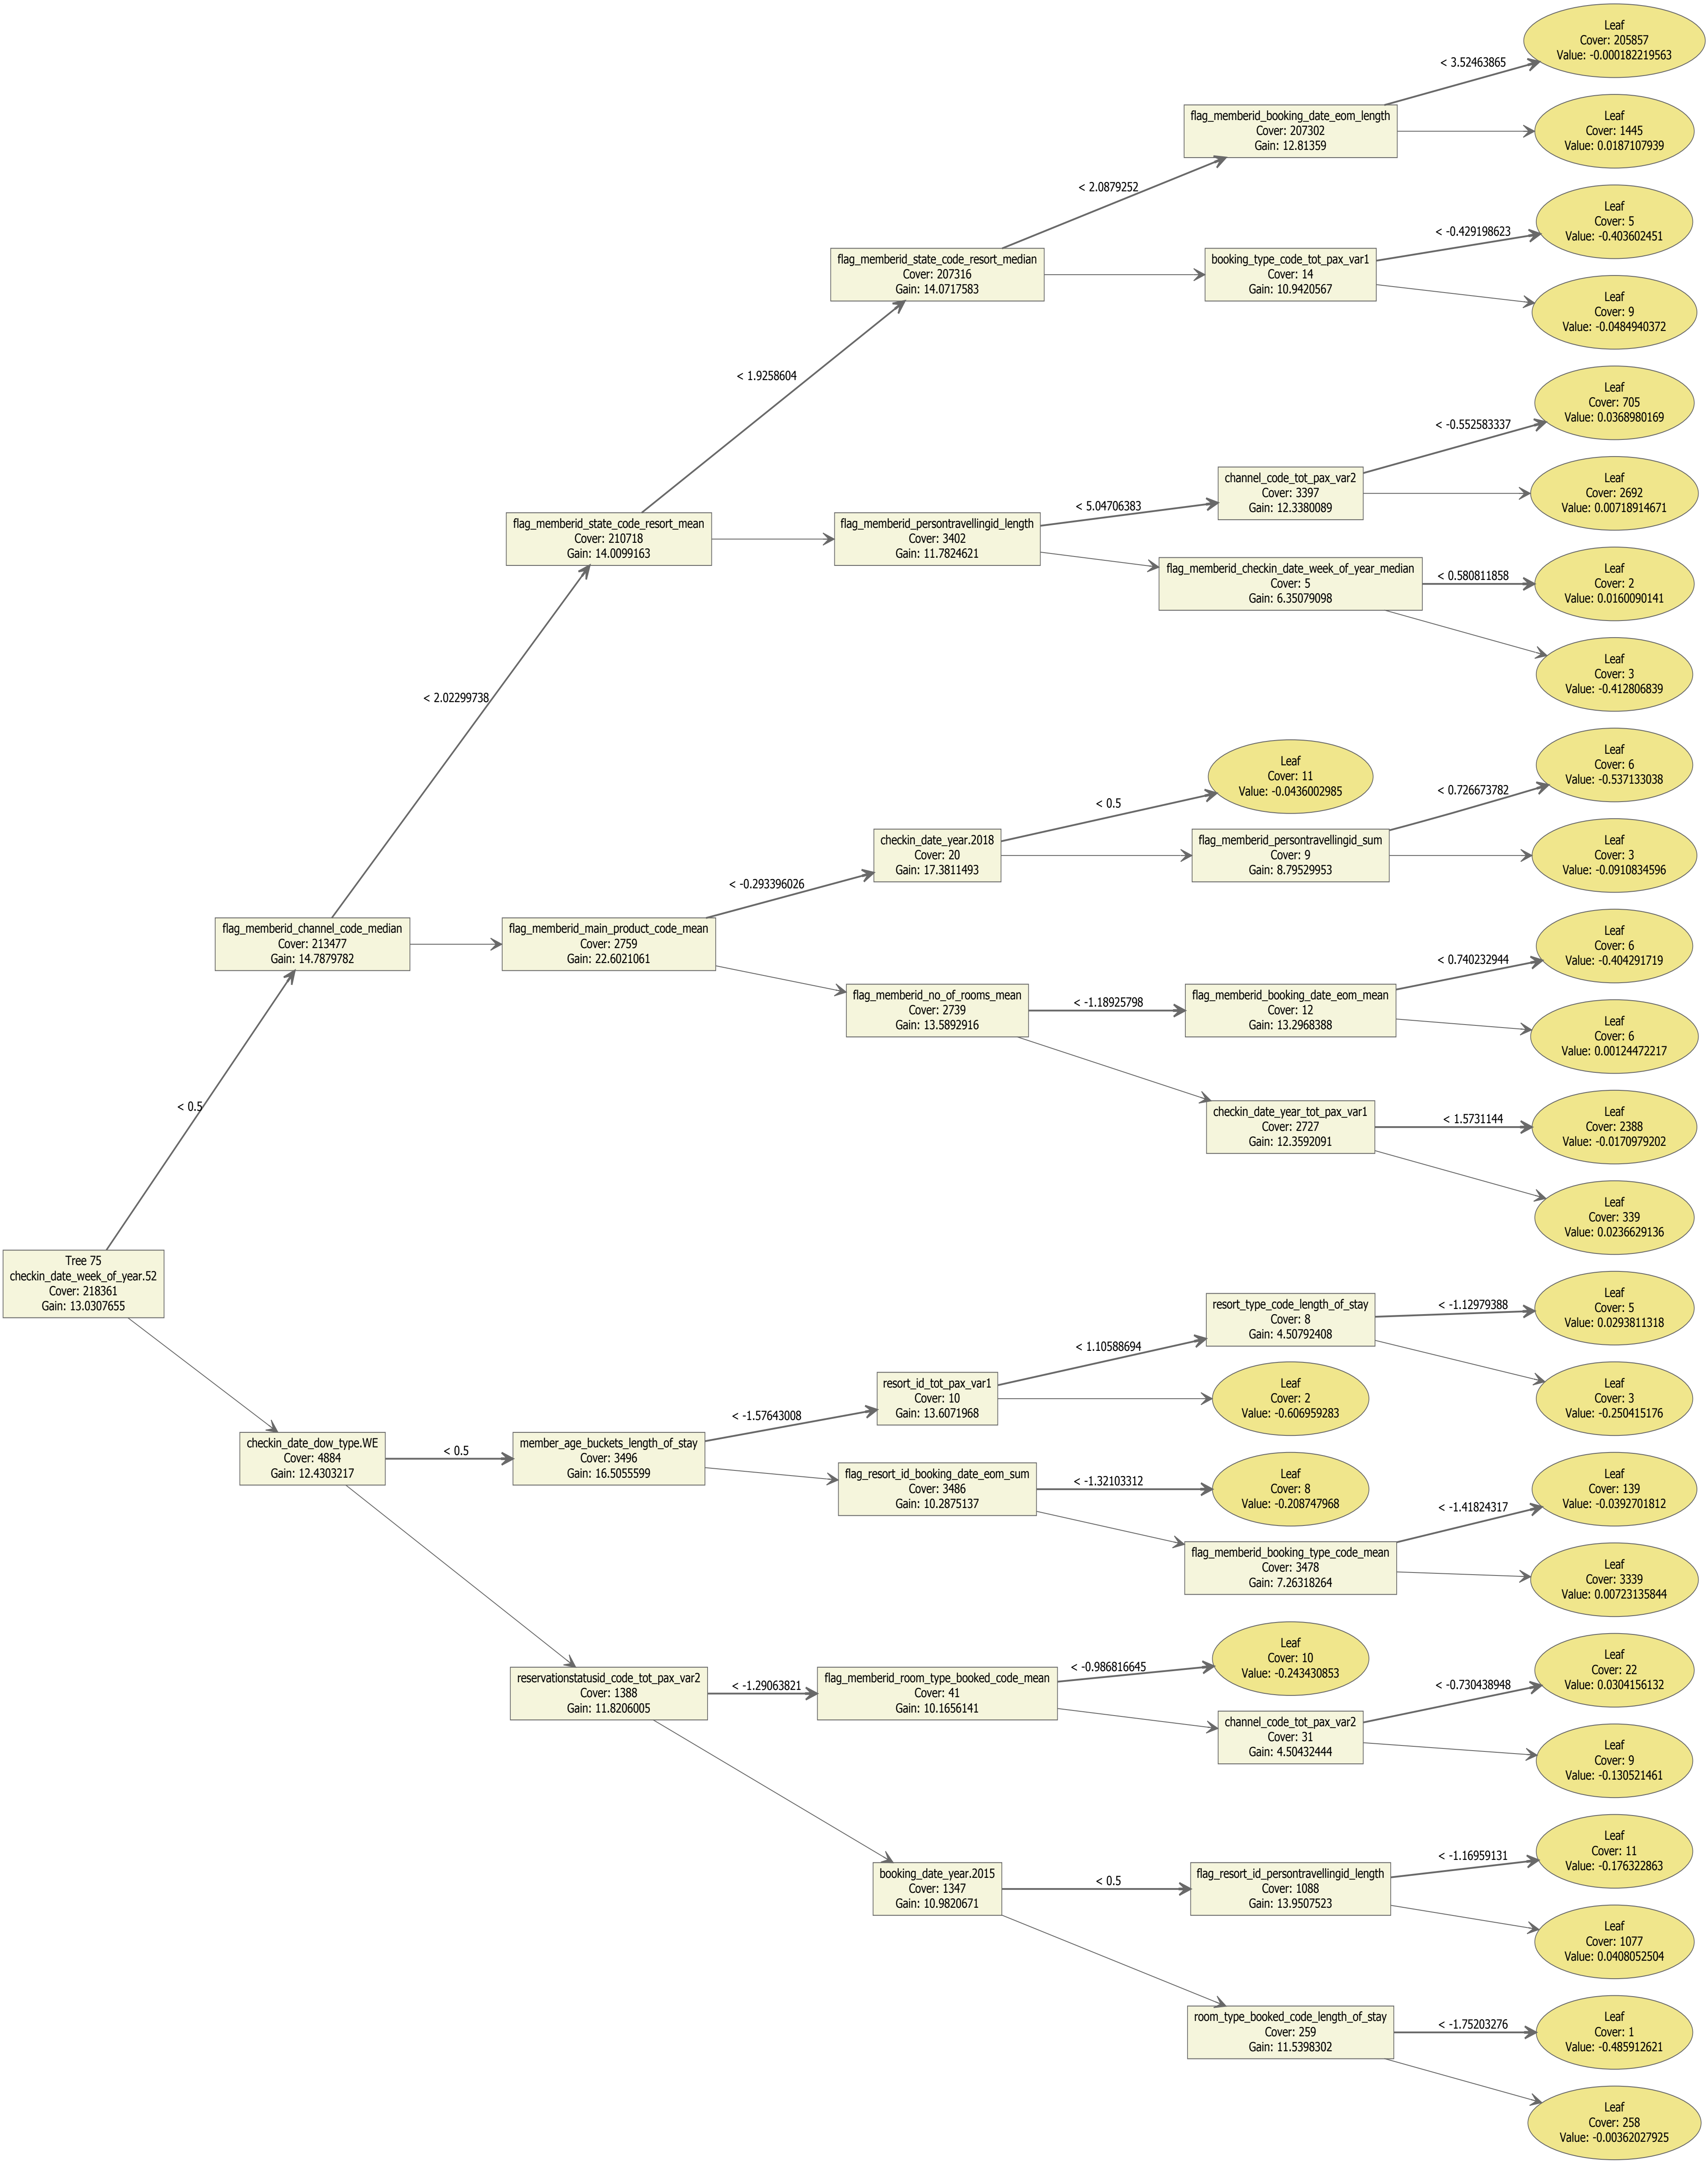 Leaf
Cover: 205857
Value: -0.000182219563
< 3.52463865
flag_memberid_booking_date_eom_length
Cover: 207302
Gain: 12.81359
Leaf
Cover: 1445
Value: 0.0187107939
< 2.0879252
Leaf
Cover: 5
Value: -0.403602451
< -0.429198623
flag_memberid_state_code_resort_median
Cover: 207316
Gain: 14.0717583
booking_type_code_tot_pax_var1
Cover: 14
Gain: 10.9420567
Leaf
Cover: 9
Value: -0.0484940372
< 1.9258604
Leaf
Cover: 705
Value: 0.0368980169
< -0.552583337
channel_code_tot_pax_var2
Cover: 3397
Gain: 12.3380089
Leaf
Cover: 2692
Value: 0.00718914671
< 5.04706383
flag_memberid_state_code_resort_mean
Cover: 210718
Gain: 14.0099163
flag_memberid_persontravellingid_length
Cover: 3402
Gain: 11.7824621
flag_memberid_checkin_date_week_of_year_median
Cover: 5
Gain: 6.35079098
< 0.580811858
Leaf
Cover: 2
Value: 0.0160090141
Leaf
Cover: 3
Value: -0.412806839
< 2.02299738
Leaf
Cover: 11
Value: -0.0436002985
< 0.5
Leaf
Cover: 6
Value: -0.537133038
< 0.726673782
checkin_date_year.2018
Cover: 20
Gain: 17.3811493
flag_memberid_persontravellingid_sum
Cover: 9
Gain: 8.79529953
Leaf
Cover: 3
Value: -0.0910834596
< -0.293396026
flag_memberid_channel_code_median
Cover: 213477
Gain: 14.7879782
flag_memberid_main_product_code_mean
Cover: 2759
Gain: 22.6021061
Leaf
Cover: 6
Value: -0.404291719
< 0.740232944
flag_memberid_no_of_rooms_mean
Cover: 2739
Gain: 13.5892916
< -1.18925798
flag_memberid_booking_date_eom_mean
Cover: 12
Gain: 13.2968388
Leaf
Cover: 6
Value: 0.00124472217
< 0.5
checkin_date_year_tot_pax_var1
Cover: 2727
Gain: 12.3592091
< 1.5731144
Leaf
Cover: 2388
Value: -0.0170979202
Leaf
Cover: 339
Value: 0.0236629136
Tree 75
checkin_date_week_of_year.52
Cover: 218361
Gain: 13.0307655
resort_type_code_length_of_stay
Cover: 8
Gain: 4.50792408
< -1.12979388
Leaf
Cover: 5
Value: 0.0293811318
< 1.10588694
resort_id_tot_pax_var1
Cover: 10
Gain: 13.6071968
Leaf
Cover: 2
Value: -0.606959283
Leaf
Cover: 3
Value: -0.250415176
< -1.57643008
checkin_date_dow_type.WE
Cover: 4884
Gain: 12.4303217
< 0.5
member_age_buckets_length_of_stay
Cover: 3496
Gain: 16.5055599
flag_resort_id_booking_date_eom_sum
Cover: 3486
Gain: 10.2875137
< -1.32103312
Leaf
Cover: 8
Value: -0.208747968
Leaf
Cover: 139
Value: -0.0392701812
< -1.41824317
flag_memberid_booking_type_code_mean
Cover: 3478
Gain: 7.26318264
Leaf
Cover: 3339
Value: 0.00723135844
reservationstatusid_code_tot_pax_var2
Cover: 1388
Gain: 11.8206005
< -1.29063821
flag_memberid_room_type_booked_code_mean
Cover: 41
Gain: 10.1656141
< -0.986816645
Leaf
Cover: 10
Value: -0.243430853
Leaf
Cover: 22
Value: 0.0304156132
< -0.730438948
channel_code_tot_pax_var2
Cover: 31
Gain: 4.50432444
Leaf
Cover: 9
Value: -0.130521461
booking_date_year.2015
Cover: 1347
Gain: 10.9820671
< 0.5
flag_resort_id_persontravellingid_length
Cover: 1088
Gain: 13.9507523
< -1.16959131
Leaf
Cover: 11
Value: -0.176322863
Leaf
Cover: 1077
Value: 0.0408052504
room_type_booked_code_length_of_stay
Cover: 259
Gain: 11.5398302
< -1.75203276
Leaf
Cover: 1
Value: -0.485912621
Leaf
Cover: 258
Value: -0.00362027925